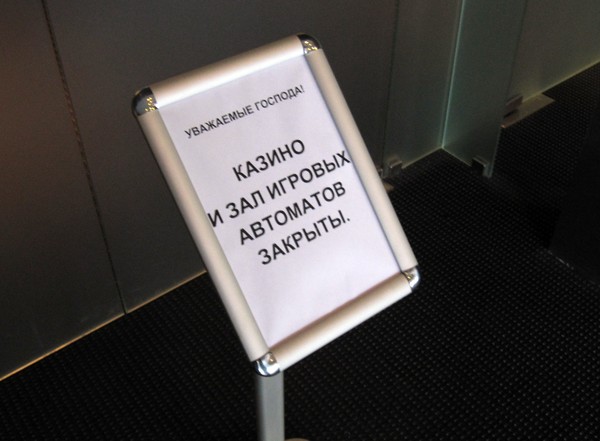 УВАЖАЕМЫЕ ГОСПОДА!
КАЗИНО
И ЗАЛ ИГРОВЫХ
АВТОМАТОВ
ЗАКРЫТЫ.